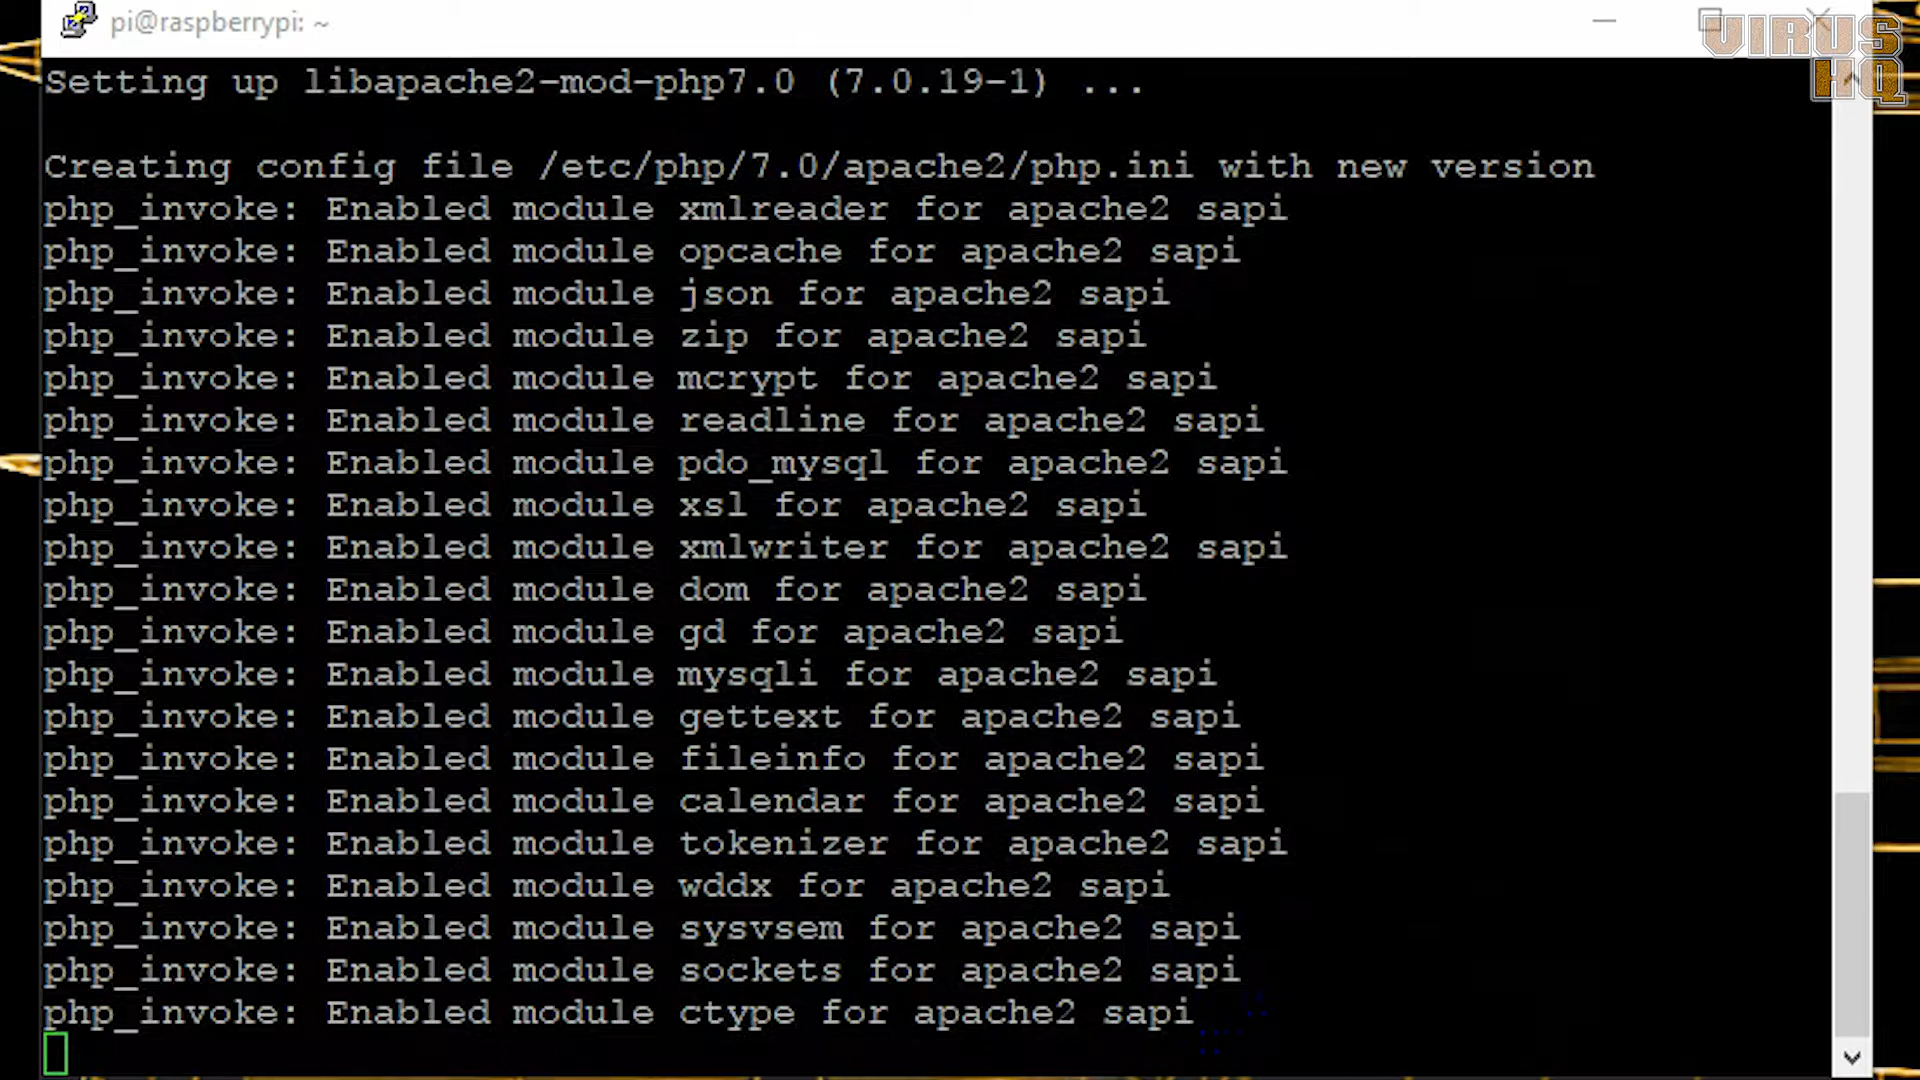 pi@raspberrypi: ~
VIRUS
HQ
Setting up libapache2-mod-php7.0 (7.0.19-1) ...
Creating config file /etc/php/7.0/apache2/php.ini with new version
php_invoke: Enabled module xmlreader for apache2 sapi
php_invoke: Enabled module opcache for apache2 sapi
php_invoke: Enabled module json for apache2 sapi
php_invoke: Enabled module zip for apache2 sapi
php_invoke: Enabled module mcrypt for apache2 sapi
php_invoke: Enabled module readline for apache2 sapi
php_invoke: Enabled module pdo_mysql for apache2 sapi
php_invoke: Enabled module xsl for apache2 sapi
php_invoke: Enabled module xmlwriter for apache2 sapi
php_invoke: Enabled module dom for apache2 sapi
php_invoke: Enabled module gd for apache2 sapi
php_invoke: Enabled module mysqli for apache2 sapi
php_invoke: Enabled module gettext for apache2 sapi
php_invoke: Enabled module fileinfo for apache2 sapi
php_invoke: Enabled module calendar for apache2 sapi
php_invoke: Enabled module tokenizer for apache2 sapi
php_invoke: Enabled module wddx for apache2 sapi
php_invoke: Enabled module sysvsem for apache2 sapi
php_invoke: Enabled module sockets for apache2 sapi
php_invoke: Enabled module ctype for apache2 sapi